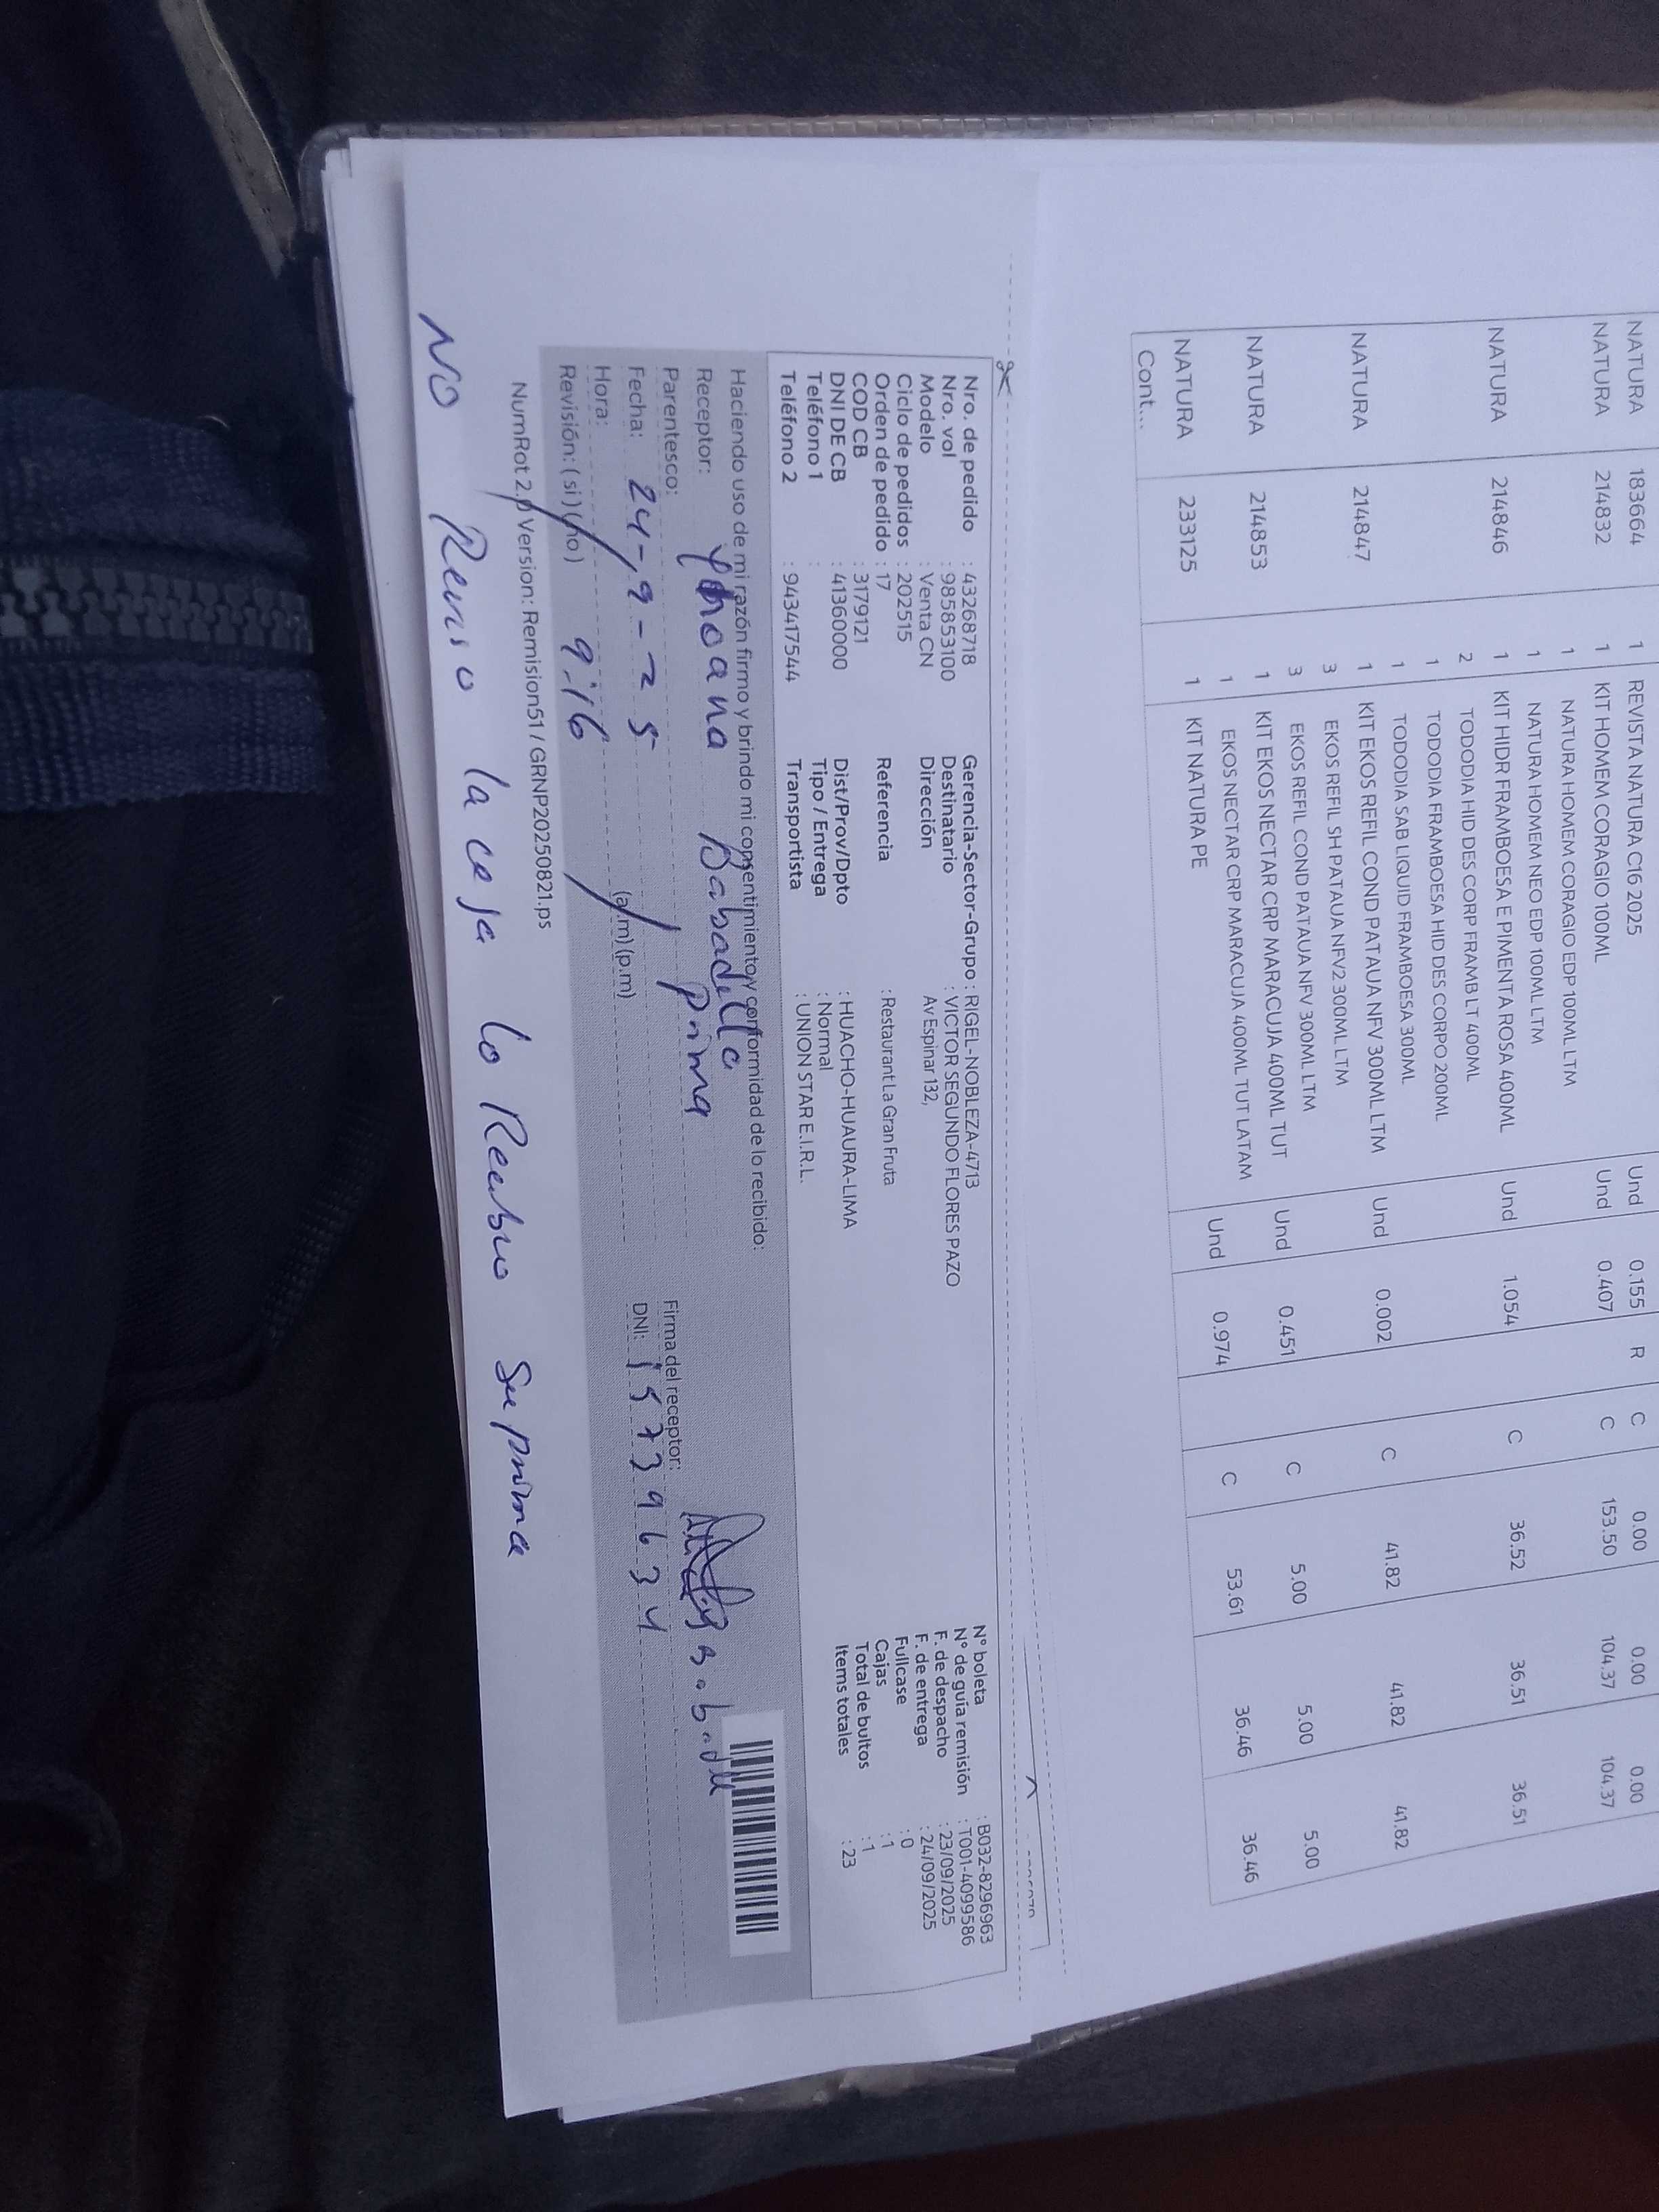 NATURA 183664 1 REVISTA NATURA C16 2025 Und 0.155 R C 0.00 0.00 0.00
NATURA 214832 1 KIT HOMEM CORAGIO 100ML Und 0.407 C 153.50 104.37 104.37
1 NATURA HOMEM CORAGIO EDP 100ML LTM
1 NATURA HOMEM NEO EDP 100ML LTM
NATURA 214846 1 KIT HIDR FRAMBOESA E PIMENTA ROSA 400ML Und 1.054 C 36.52 36.51 36.51
2 TODODIA HID DES CORP FRAMB LT 400ML
1 TODODIA FRAMBOESA HID DES CORPO 200ML
1 TODODIA SAB LIQUID FRAMBOESA 300ML
NATURA 214847 1 KIT EKOS REFIL COND PATAUA NFV 300ML LTM Und 0.002 C 41.82 41.82 41.82
3 EKOS REFIL SH PATAUA NFV2 300ML LTM
3 EKOS REFIL COND PATAUA NFV 300ML LTM
NATURA 214853 1 KIT EKOS NECTAR CRP MARACUJA 400ML TUT Und 0.451 C 5.00 5.00 5.00
1 EKOS NECTAR CRP MARACUJA 400ML TUT LATAM
NATURA 233125 1 KIT NATURA PE Und 0.974 C 53.61 36.46 36.46
Cont...
Nro. de pedido : 43268718 Gerencia-Sector-Grupo : RIGEL-NOBLEZA-4713 N° boleta : B032-8296963
Nro. vol : 985853100 Destinatario : VICTOR SEGUNDO FLORES PAZO N° de guía remisión : T001-4099586
Modelo : Venta CN Dirección Av Espinar 132, F. de despacho : 23/09/2025
Ciclo de pedidos : 202515 F. de entrega : 24/09/2025
Orden de pedido : 17 Referencia : Restaurant La Gran Fruta Fullcase : 0
COD CB : 3179121 Cajas : 1
DNI DE CB : 41360000 Dist/Prov/Dpto : HUACHO-HUAURA-LIMA Total de bultos : 1
Teléfono 1 : Tipo / Entrega : Normal Items totales : 23
Teléfono 2 : 943417544 Transportista : UNION STAR E.I.R.L.
Haciendo uso de mi razón firmo y brindo mi consentimiento y conformidad de lo recibido:
Receptor: Yhoana Babadilla
Parentesco: Prima Firma del receptor:
Fecha: 24-9-25 DNI: 15739634
Hora: 9:16 (a.m) (p.m)
Revisión: (si) (no)
NumRot 2.0 Version: Remision51 / GRNP20250821.ps
NO Reviso la caja lo Recibio Su prima